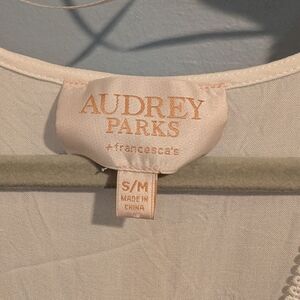 AUDREY
PARKS
+francesca's
S/M
MADE IN
CHINA